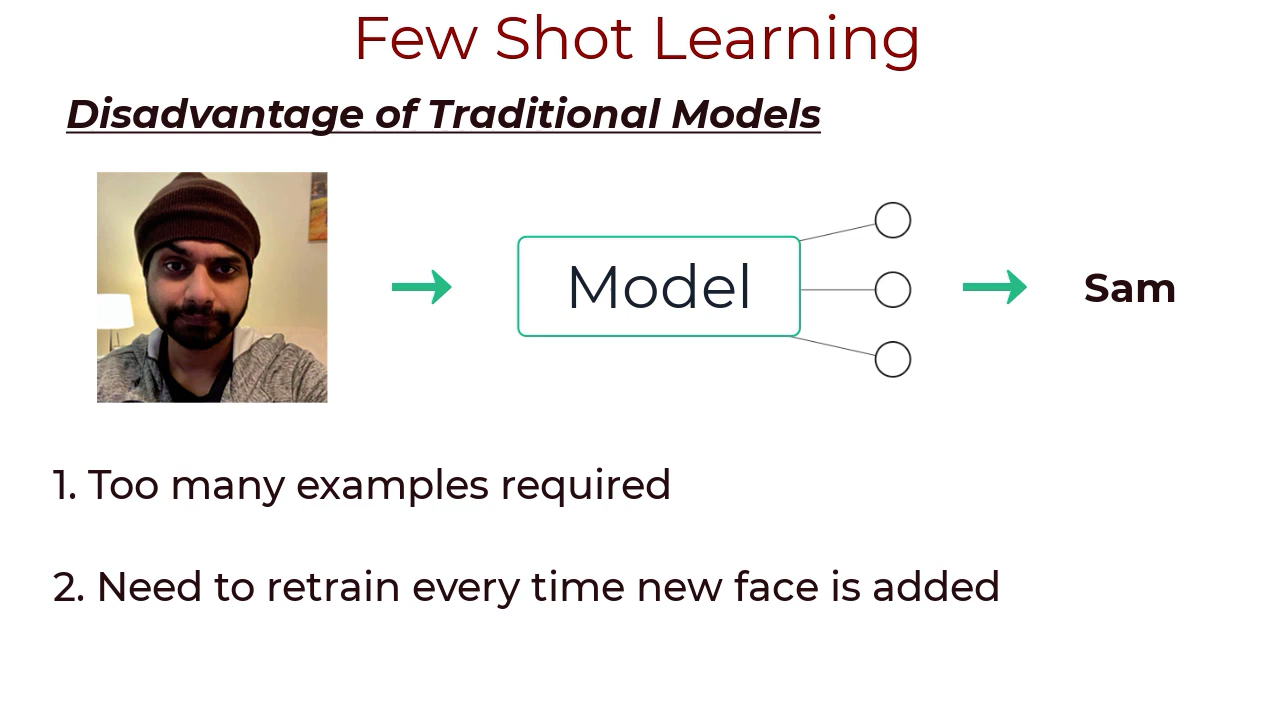 Few Shot Learning
Disadvantage of Traditional Models
Model
Sam
1. Too many examples required
2. Need to retrain every time new face is added